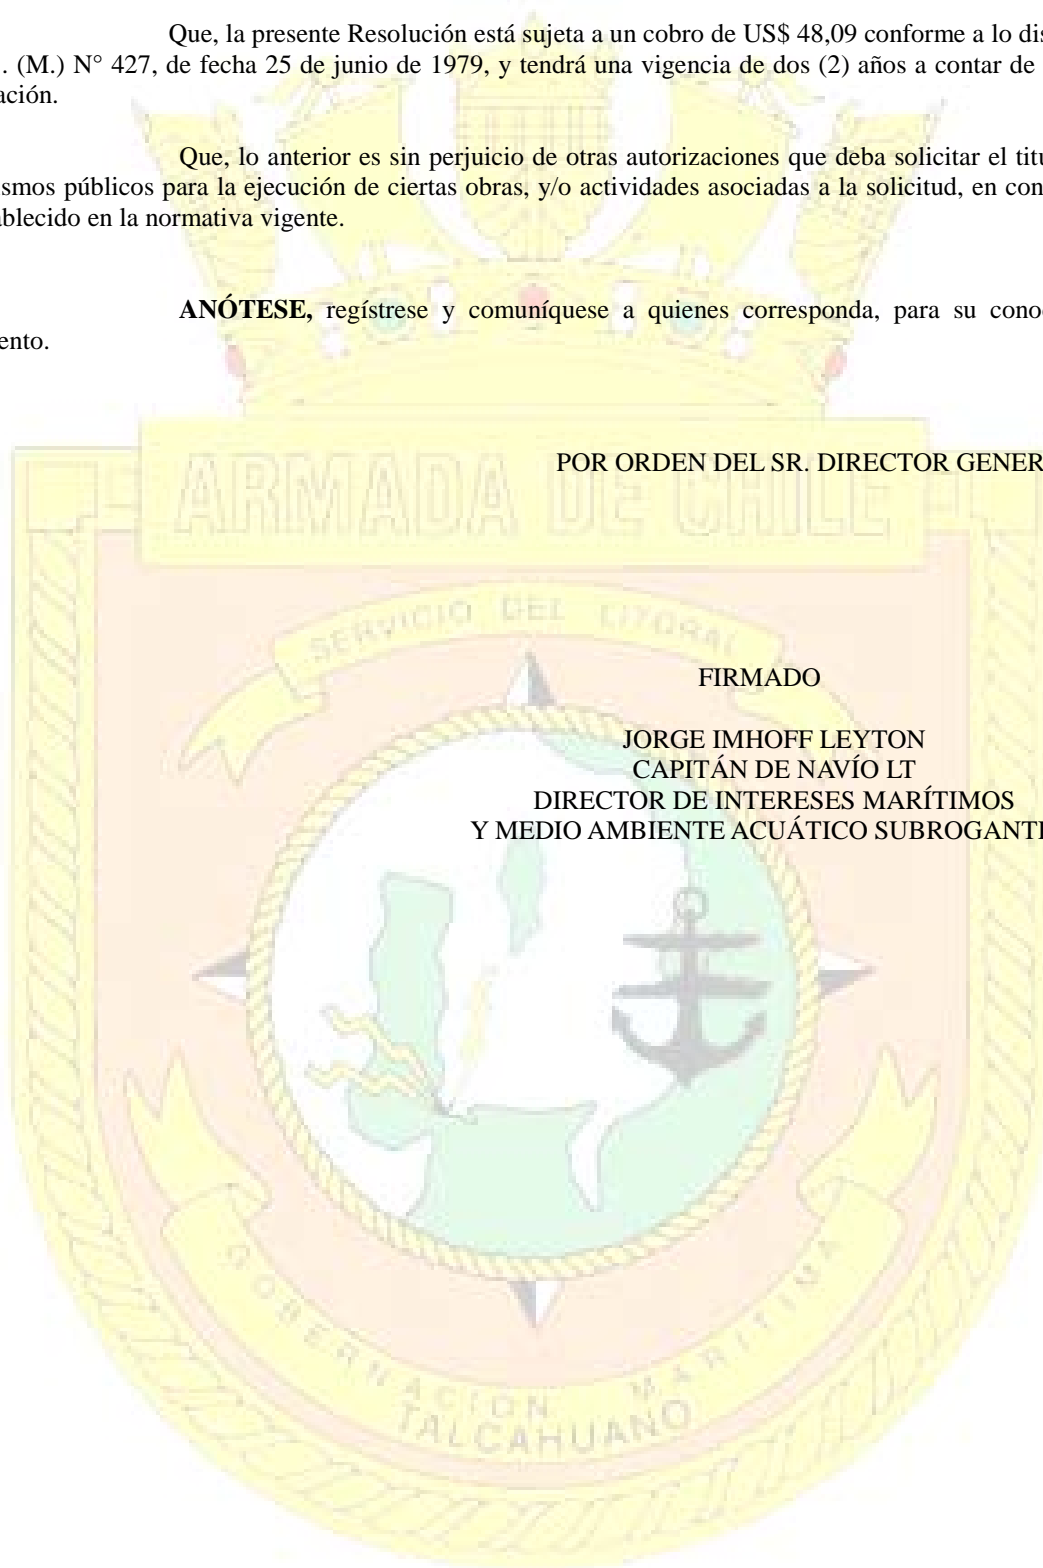 Que, la presente Resolución está sujeta a un cobro de US$ 48,09 conforme a lo dis
. (M.) N° 427, de fecha 25 de junio de 1979, y tendrá una vigencia de dos (2) años a contar de
ación.
Que, lo anterior es sin perjuicio de otras autorizaciones que deba solicitar el titu
smos públicos para la ejecución de ciertas obras, y/o actividades asociadas a la solicitud, en con
ablecido en la normativa vigente.
ANÓTESE, regístrese y comuníquese a quienes corresponda, para su cono
ento.
POR ORDEN DEL SR. DIRECTOR GENER
ARMADA DE CHILE
SERVICIO DEL LITORAL
FIRMADO
JORGE IMHOFF LEYTON
CAPITÁN DE NAVÍO LT
DIRECTOR DE INTERESES MARÍTIMOS
Y MEDIO AMBIENTE ACUÁTICO SUBROGANTE
GOBERNACION MARITIMA
TALCAHUANO